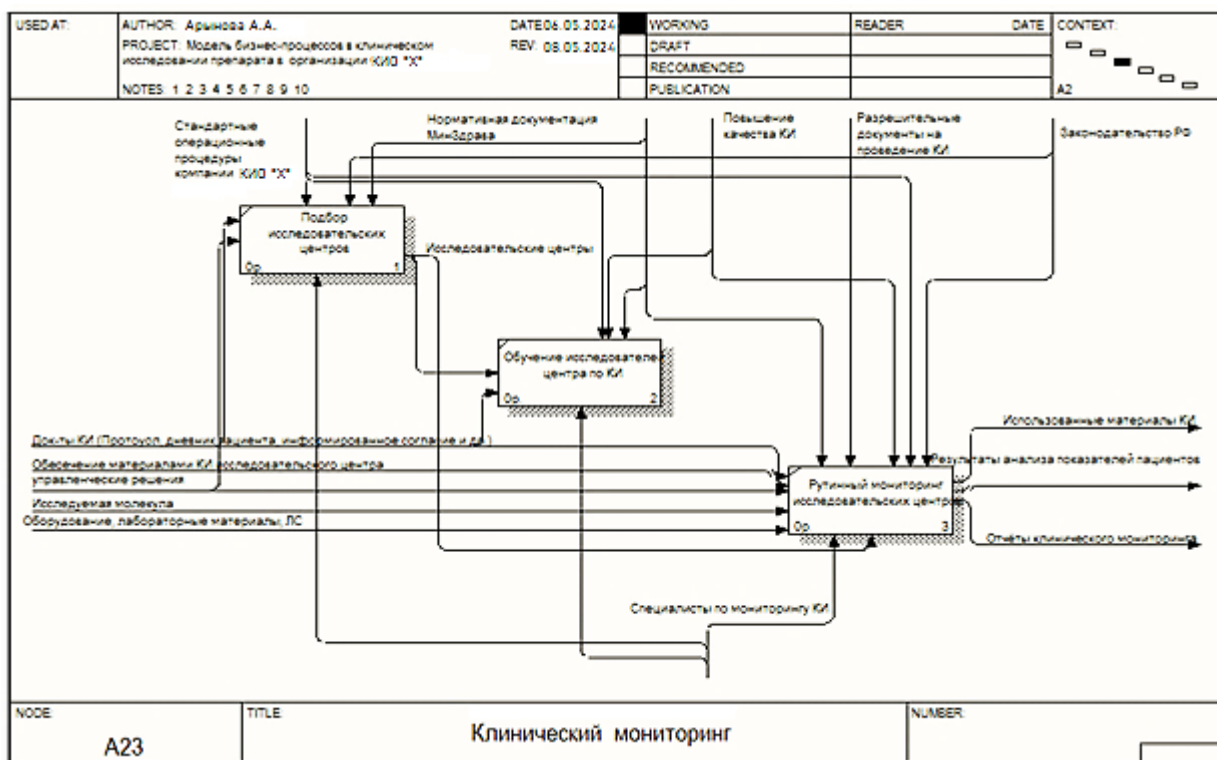 USED AT:
AUTHOR: Арынова А.А.
DATE:06.05.2024
PROJECT: Модель бизнес-процессов в клиническом
исследовании препарата в организации КИО "X"
REV: 08.05.2024
NOTES: 1 2 3 4 5 6 7 8 9 10
WORKING
DRAFT
RECOMMENDED
PUBLICATION
READER
DATE
CONTEXT:
A2
Стандартные
операционные
процедуры
компании КИО "X"
Нормативная документация
МинЗдрава
Повышение
качества КИ
Разрешительные
документы на
проведение КИ
Законодательство РФ
Подбор
исследовательских
центров
0р.
1
Исследовательские центры
Обучение исследователе
центра по КИ
0р.
2
Док-ты КИ (Протоуол, дневник пациента, информированное согласие и др.)
Обесечение материалами КИ исследовательского центра
управленческие решения
Исследуемая молекула
Оборудование, лабораторные материалы, ЛС
Рутинный мониторинг
исследовательских центров
0р.
3
Использованные материалы КИ
Результаты анализа показателей пациентов
Отчёты клинического мониторинга
Специалисты по мониторингу КИ
NODE:
A23
TITLE:
Клинический мониторинг
NUMBER: